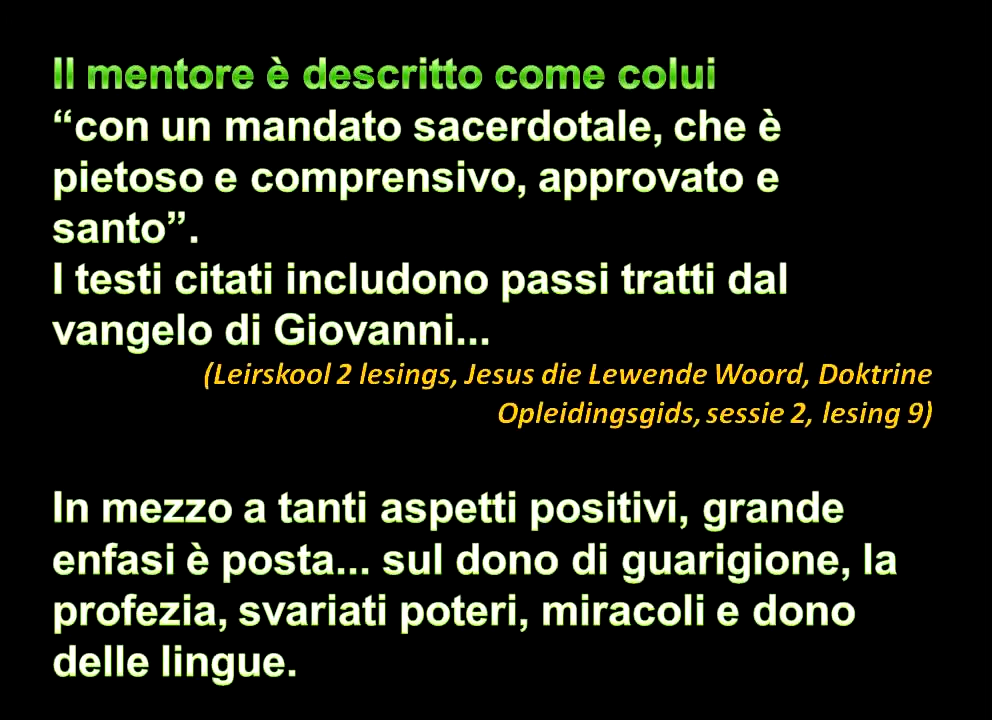 Il mentore è descritto come colui
“con un mandato sacerdotale, che è
pietoso e comprensivo, approvato e
santo”.
I testi citati includono passi tratti dal
vangelo di Giovanni...
(Leirskool 2 lesings, Jesus die Lewende Woord, Doktrine
Opleidingsgids, sessie 2, lesing 9)
In mezzo a tanti aspetti positivi, grande
enfasi è posta... sul dono di guarigione, la
profezia, svariati poteri, miracoli e dono
delle lingue.